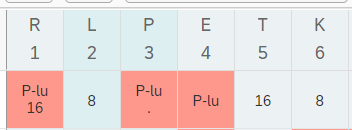 R L P E T K
1 2 3 4 5 6
P-lu 16 8 P-lu . P-lu 16 8